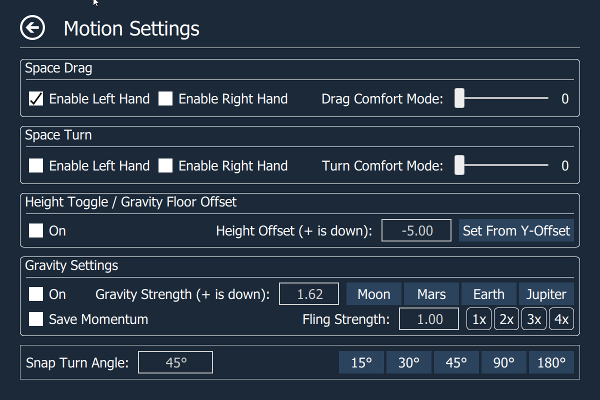 Motion Settings
Space Drag
Enable Left Hand Enable Right Hand Drag Comfort Mode: 0
Space Turn
Enable Left Hand Enable Right Hand Turn Comfort Mode: 0
Height Toggle / Gravity Floor Offset
On Height Offset (+ is down): -5.00 Set From Y-Offset
Gravity Settings
On Gravity Strength (+ is down): 1.62 Moon Mars Earth Jupiter
Save Momentum Fling Strength: 1.00 1x 2x 3x 4x
Snap Turn Angle: 45° 15° 30° 45° 90° 180°